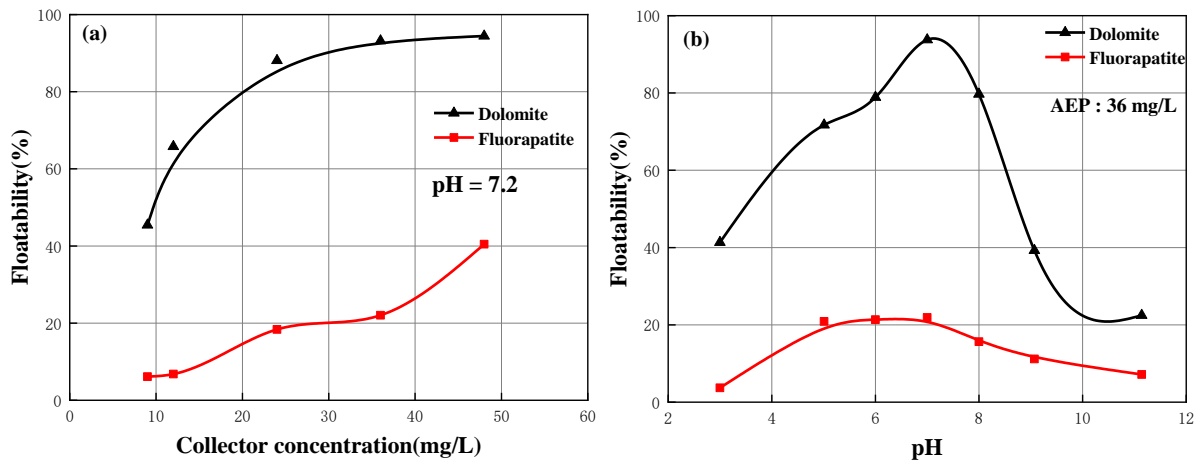 (a)
Dolomite
Fluorapatite
pH = 7.2
Floatability(%)
100
80
60
40
20
0
0 10 20 30 40 50 60
Collector concentration(mg/L)
(b)
Dolomite
Fluorapatite
AEP : 36 mg/L
Floatability(%)
100
80
60
40
20
0
2 4 6 8 10 12
pH